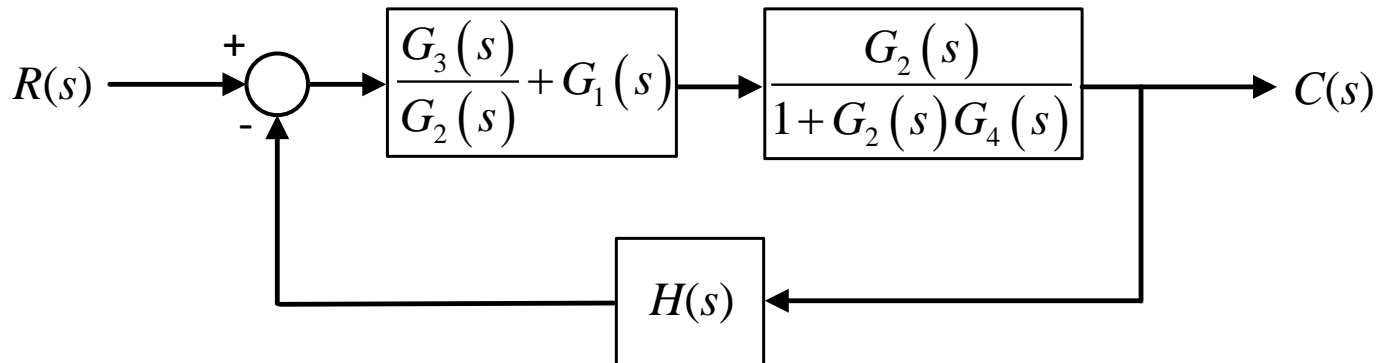 +
R(s)
-
G₃(s)/G₂(s) + G₁(s)
G₂(s)/(1 + G₂(s)G₄(s))
C(s)
H(s)